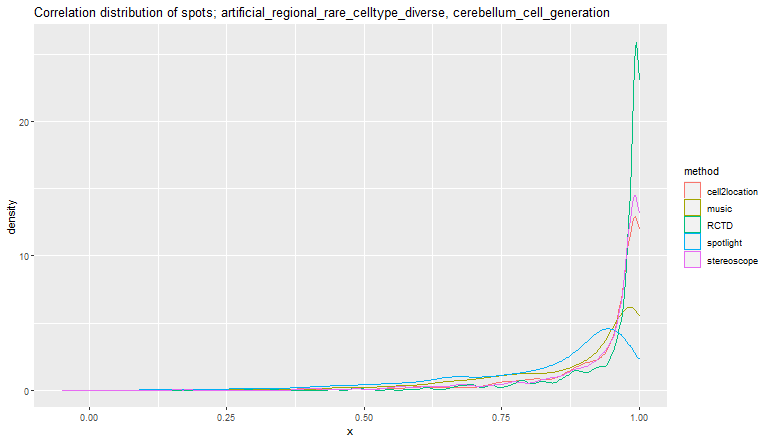 Correlation distribution of spots; artificial_regional_rare_celltype_diverse, cerebellum_cell_generation
density
20
10
0
0.00 0.25 0.50 0.75 1.00
x
method
cell2location
music
RCTD
spotlight
stereoscope